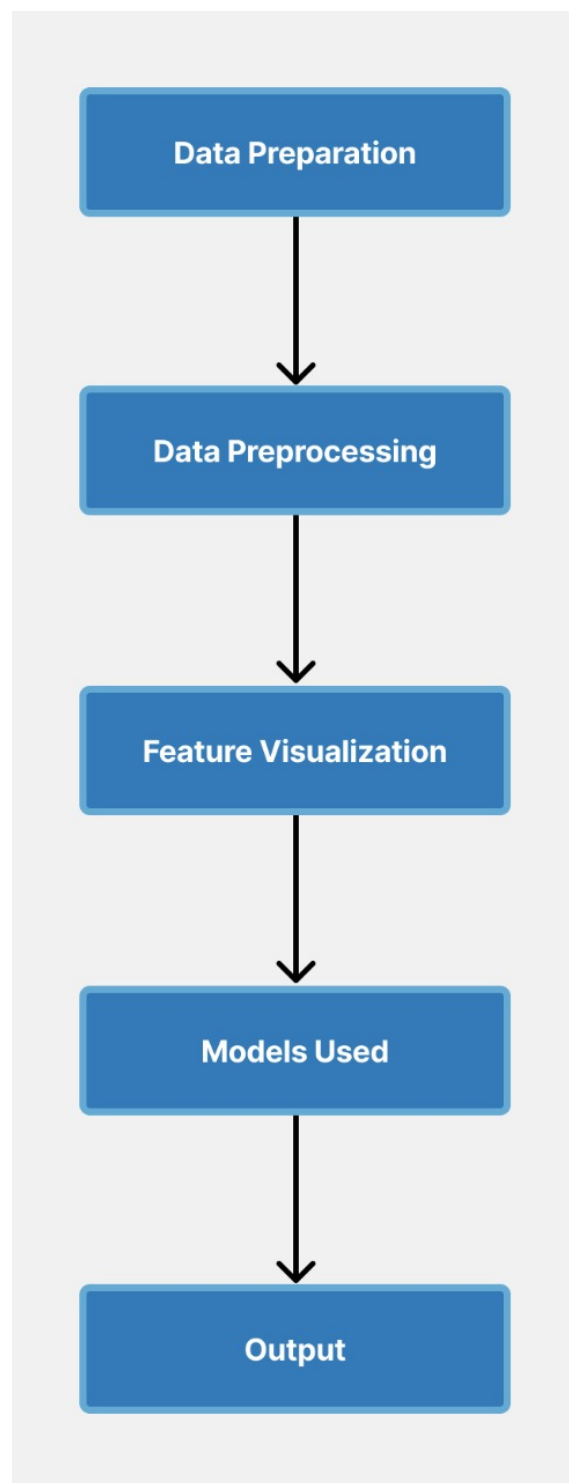 Data Preparation
Data Preprocessing
Feature Visualization
Models Used
Output